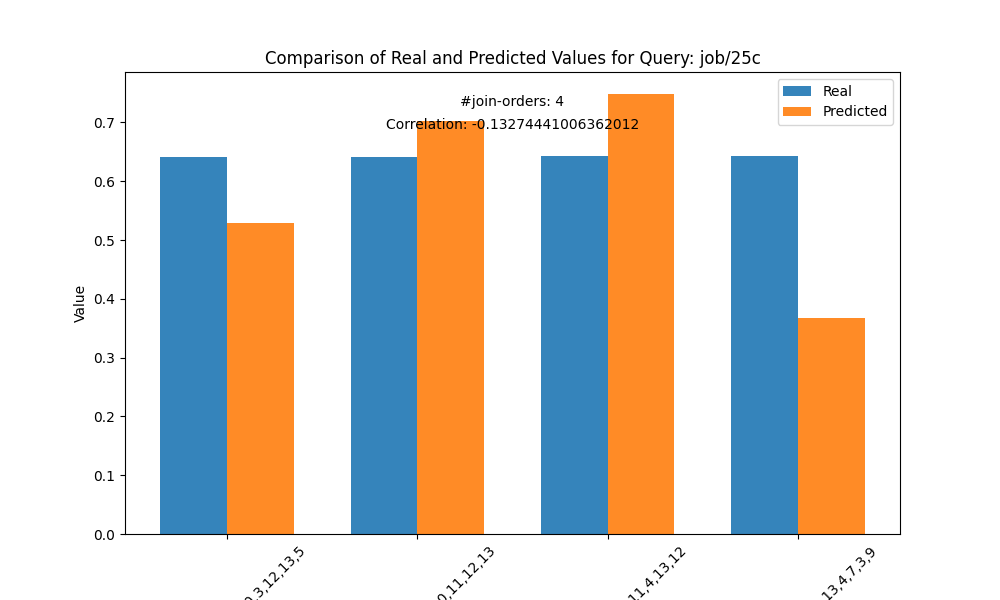 Comparison of Real and Predicted Values for Query: job/25c
#join-orders: 4
Correlation: -0.13274441006362012
Real
Predicted
Value
0.7
0.6
0.5
0.4
0.3
0.2
0.1
0.0
,3,12,13,5
,11,12,13
11,4,13,12
13,4,7,3,9